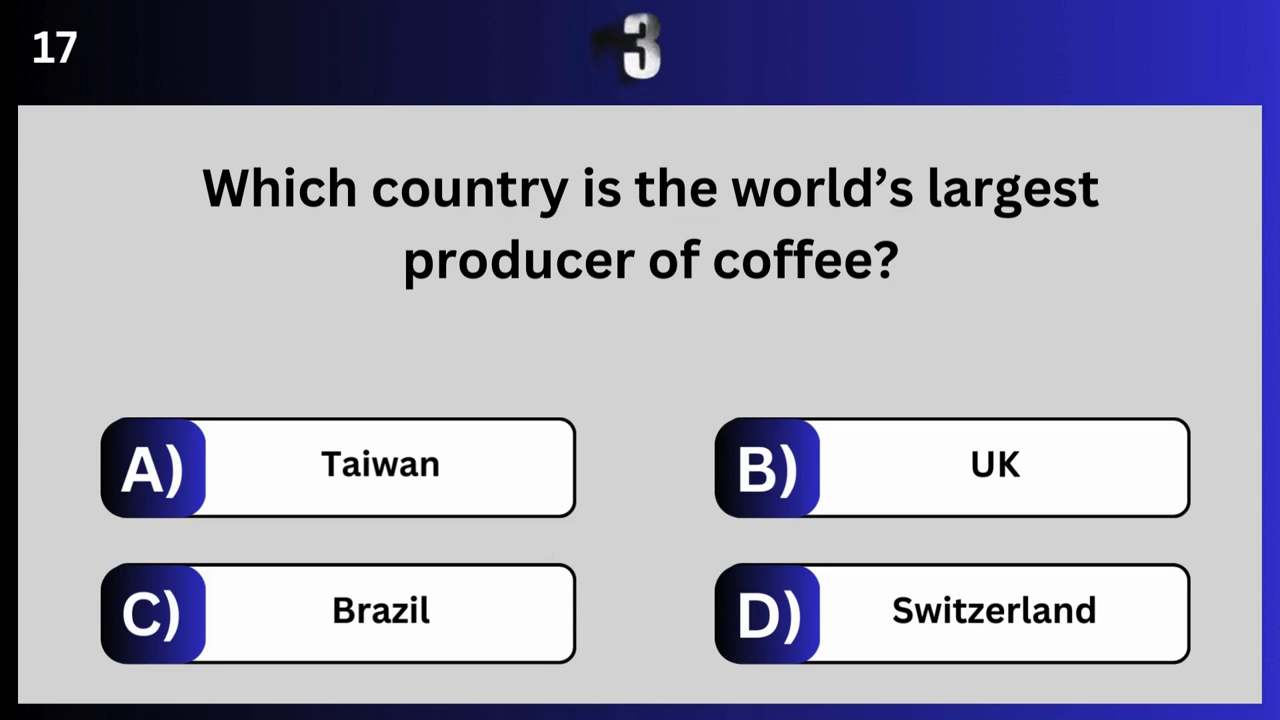 17
3
Which country is the world’s largest
producer of coffee?
A) Taiwan
B) UK
C) Brazil
D) Switzerland